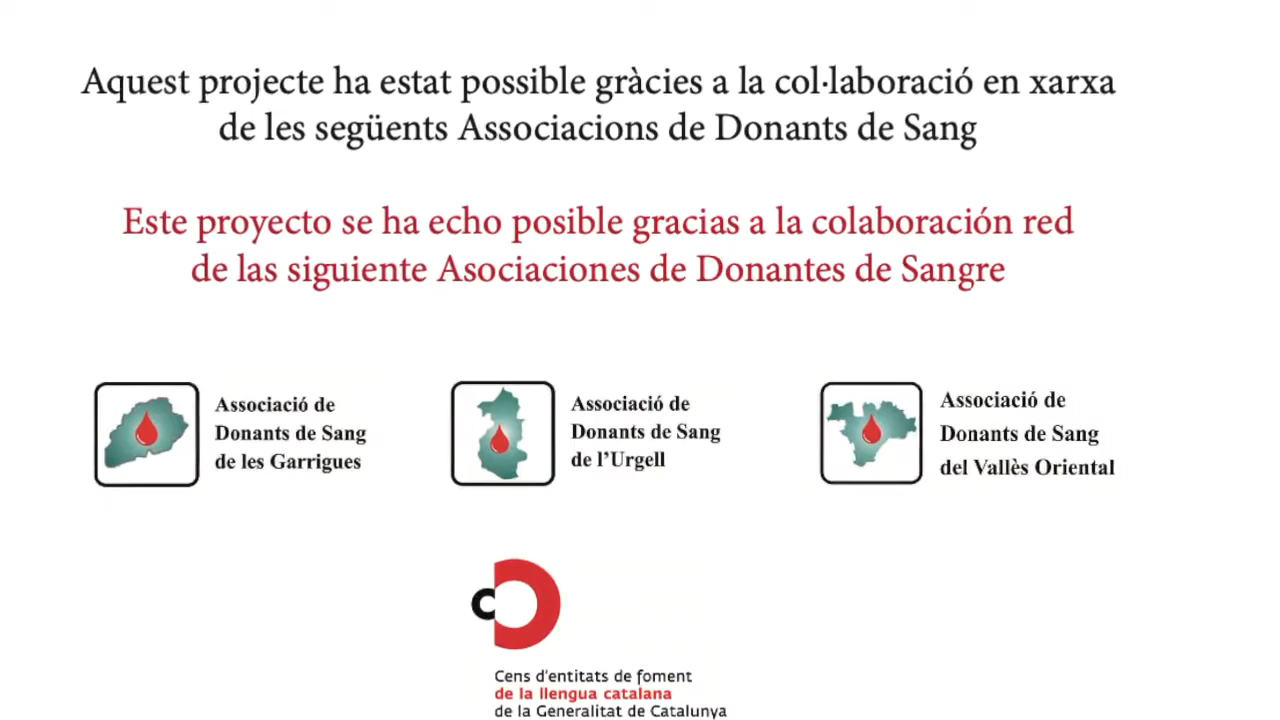 Aquest projecte ha estat possible gràcies a la col·laboració en xarxa
de les següents Associacions de Donants de Sang
Este proyecto se ha echo posible gracias a la colaboración red
de las siguiente Asociaciones de Donantes de Sangre
Associació de
Donants de Sang
de les Garrigues
Associació de
Donants de Sang
de l’Urgell
Associació de
Donants de Sang
del Vallès Oriental
Cens d'entitats de foment
de la llengua catalana
de la Generalitat de Catalunya